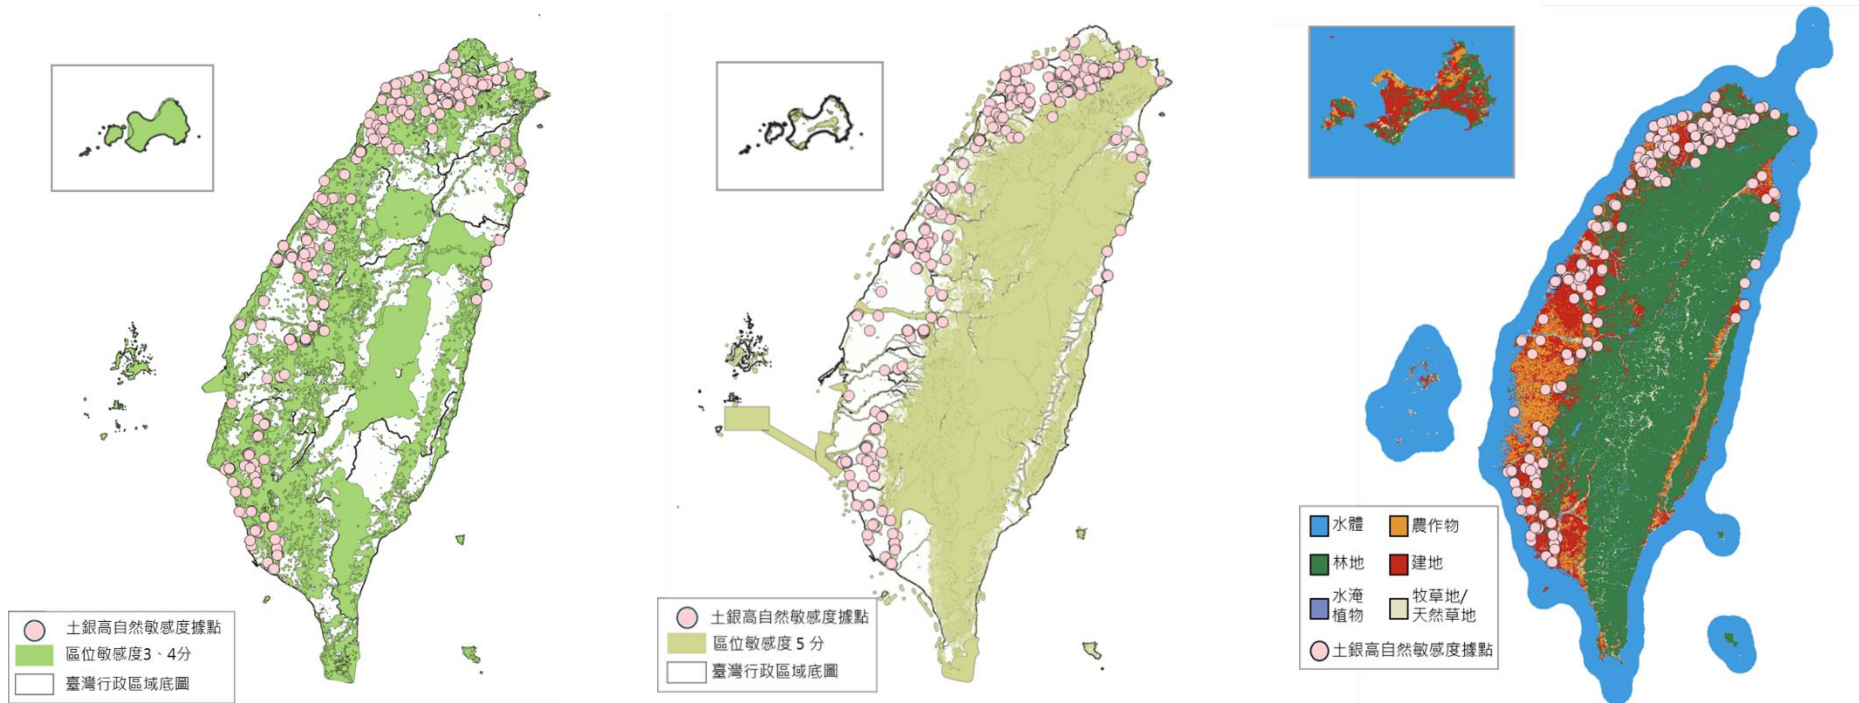 土銀高自然敏感度據點
區位敏感度3、4分
臺灣行政區域底圖
土銀高自然敏感度據點
區位敏感度 5 分
臺灣行政區域底圖
水體
農作物
林地
建地
水淹
植物
牧草地/
天然草地
土銀高自然敏感度據點